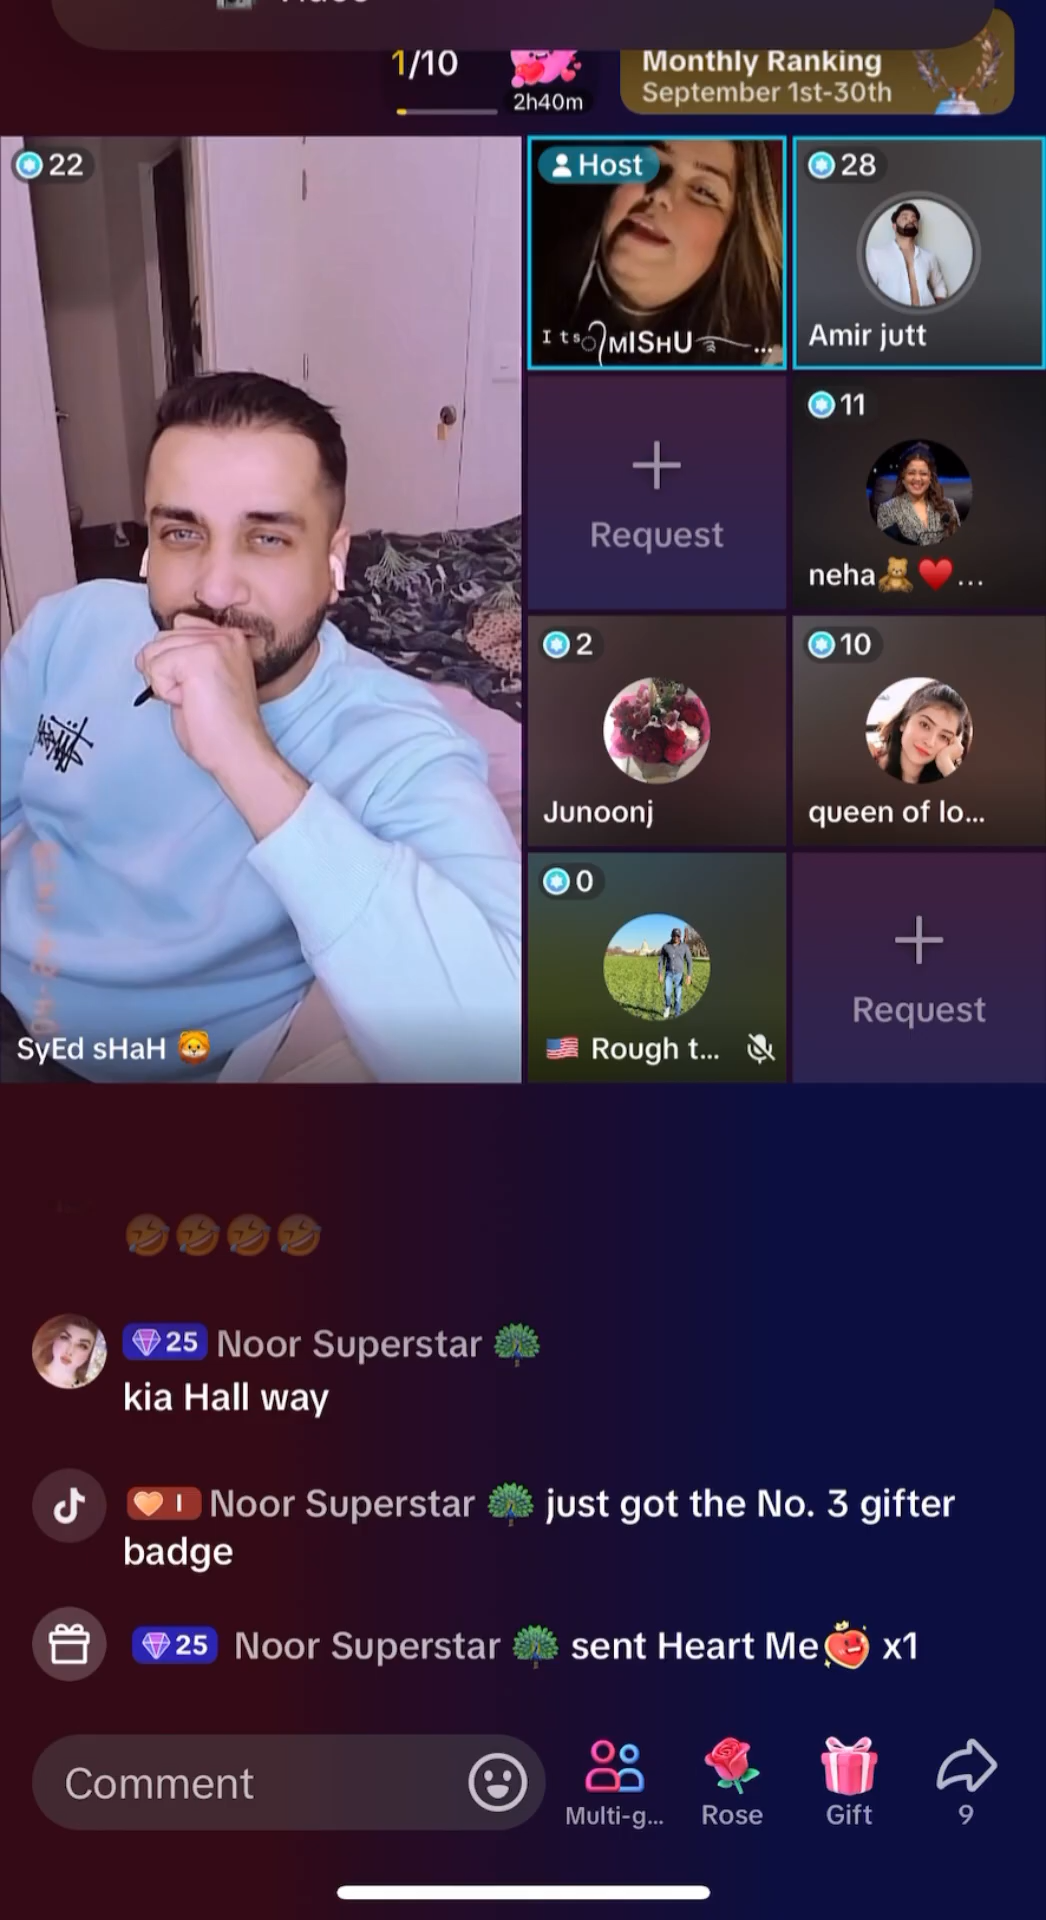 1/10
2h40m
Monthly Ranking
September 1st-30th
22
Host
Its MISHU ...
28
Amir jutt
Request
11
neha🧸❤️...
2
Junoonj
10
queen of lo...
0
🇺🇸 Rough t...
Request
SyEd sHaH 🦁
🤣🤣🤣🤣
25 Noor Superstar 🦚
kia Hall way
I Noor Superstar 🦚 just got the No. 3 gifter
badge
25 Noor Superstar 🦚 sent Heart Me x1
Comment
Multi-g...
Rose
Gift
9